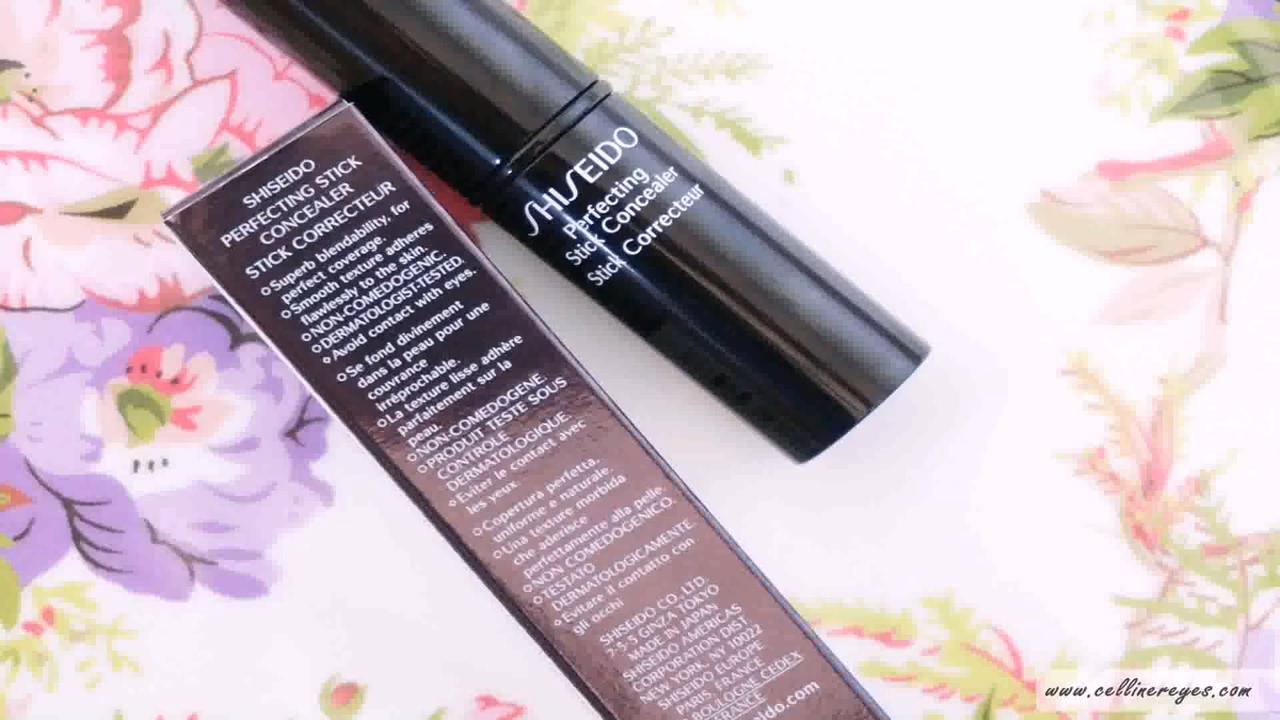 SHISEIDO
PERFECTING STICK
CONCEALER
STICK CORRECTEUR
Superb blendability, for
perfect coverage.
Smooth texture adheres
flawlessly to the skin.
NON-COMEDOGENIC.
DERMATOLOGIST-TESTED.
Avoid contact with eyes.
Se fond divinement
dans la peau pour une
couvrance
irréprochable.
La texture lisse adhère
parfaitement sur la
peau.
NON-COMEDOGENE.
PRODUIT TESTE SOUS
CONTROLE
DERMATOLOGIQUE.
Eviter le contact avec
les yeux.
Copertura perfetta,
uniforme e naturale.
Una texture morbida
che aderisce
perfettamente alla pelle.
NON COMEDOGENICO.
TESTATO
DERMATOLOGICAMENTE.
Evitare il contatto con
gli occhi
SHISEIDO CO., LTD.
7-5-5 GINZA TOKYO
MADE IN JAPAN
SHISEIDO AMERICAS
CORPORATION DIST
NEW YORK, NY 10022
SHISEIDO EUROPE
PARIS, FRANCE
BOLLOGNE CEDEX
FRANCE
SHISEIDO
Perfecting
Stick Concealer
Stick Correcteur
www.cellinereyes.com